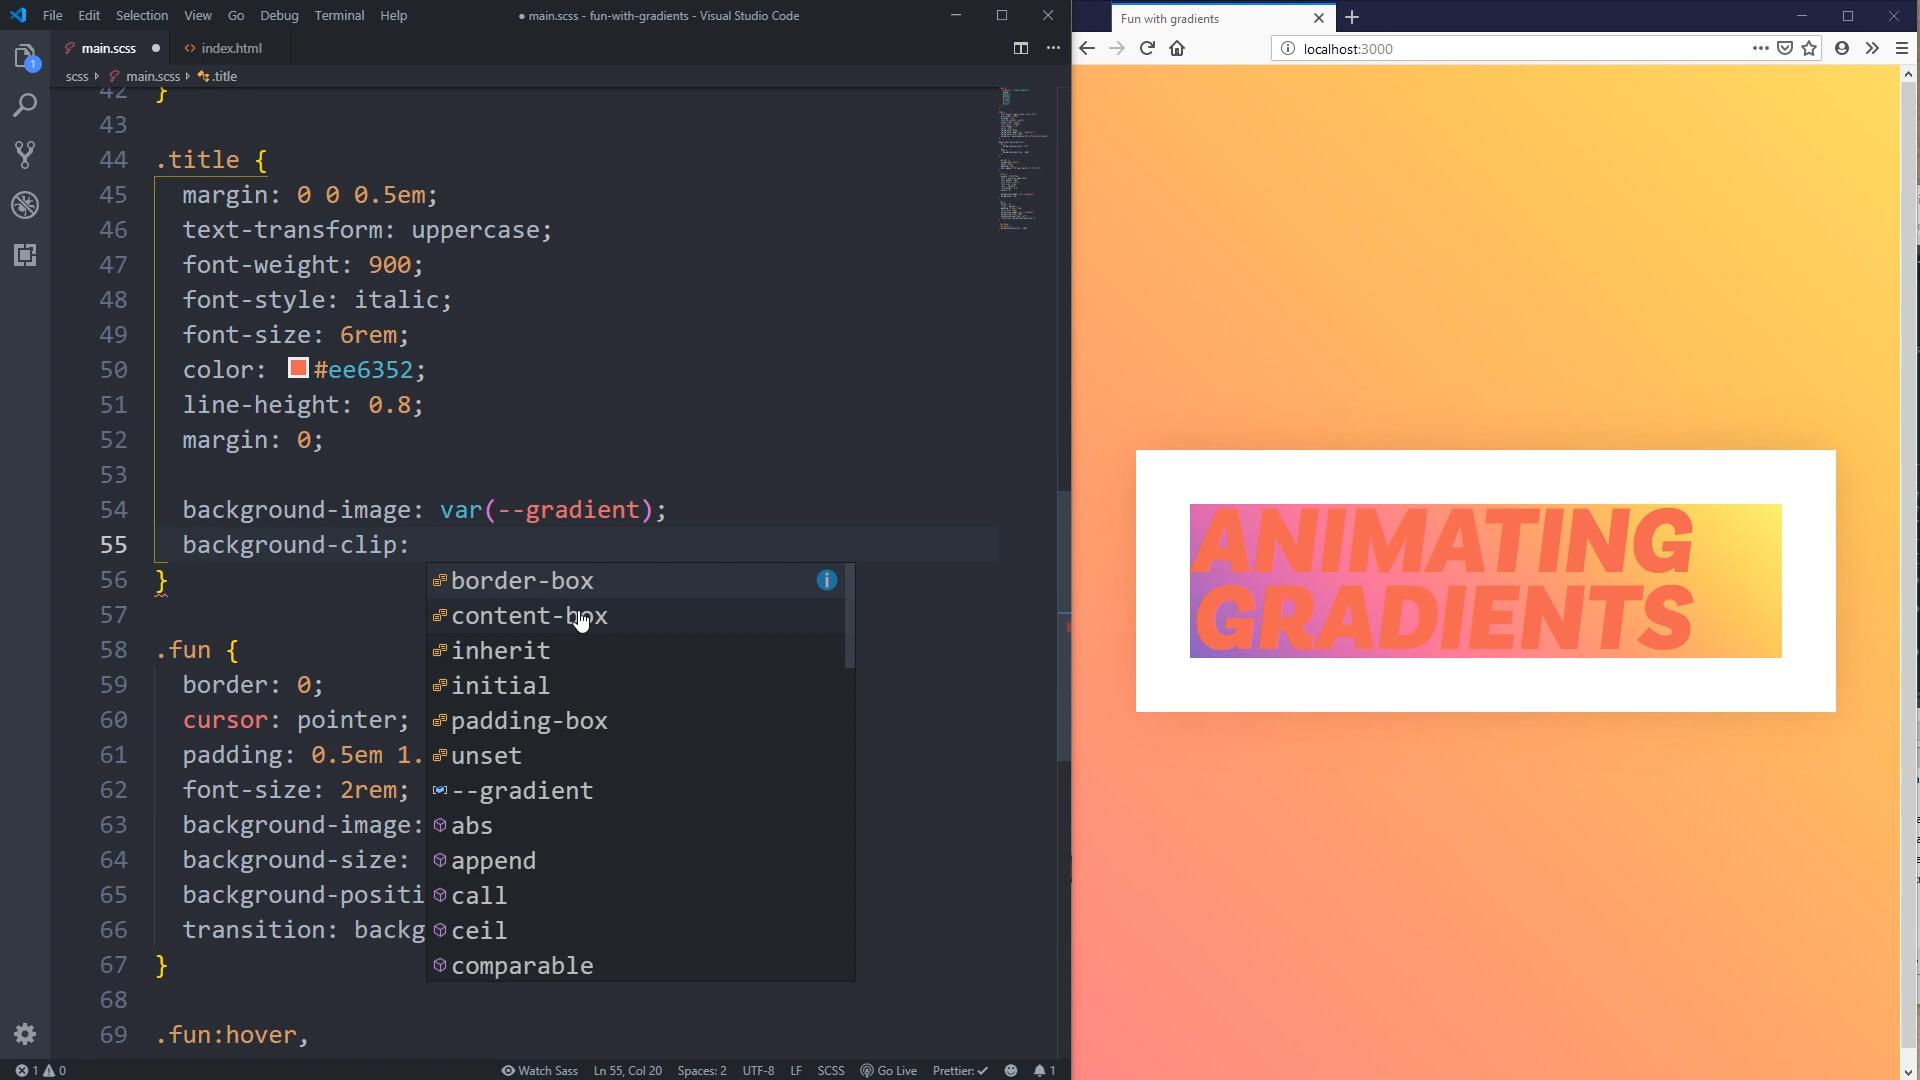 File Edit Selection View Go Debug Terminal Help
● main.scss - fun-with-gradients - Visual Studio Code
main.scss ● index.html
scss main.scss .title
42 }
43
44 .title {
45 margin: 0 0 0.5em;
46 text-transform: uppercase;
47 font-weight: 900;
48 font-style: italic;
49 font-size: 6rem;
50 color: #ee6352;
51 line-height: 0.8;
52 margin: 0;
53
54 background-image: var(--gradient);
55 background-clip:
56 }
57
58 .fun {
59 border: 0;
60 cursor: pointer;
61 padding: 0.5em 1.
62 font-size: 2rem;
63 background-image:
64 background-size:
65 background-positi
66 transition: backg
67 }
68
69 .fun:hover,
border-box
content-box
inherit
initial
padding-box
unset
--gradient
abs
append
call
ceil
comparable
1
1 0 Watch Sass Ln 55, Col 20 Spaces: 2 UTF-8 LF SCSS Go Live Prettier: ✓ 1
Fun with gradients
localhost:3000
ANIMATING
GRADIENTS